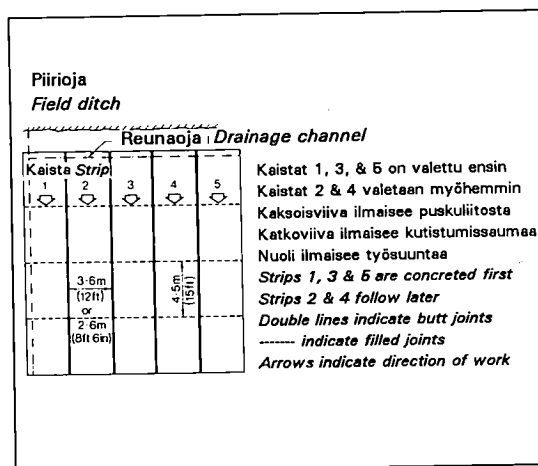 Piirioja
Field ditch
Reunaoja Drainage channel
Kaista Strip
1 2 3 4 5
3·6m
(12ft)
or
2·6m
(8ft 6in)
4·5m
(15ft)
Kaistat 1, 3, & 5 on valettu ensin
Kaistat 2 & 4 valetaan myöhemmin
Kaksoisviiva ilmaisee puskuliitosta
Katkoviiva ilmaisee kutistumissaumaa
Nuoli ilmaisee työsuuntaa
Strips 1, 3 & 5 are concreted first
Strips 2 & 4 follow later
Double lines indicate butt joints
------- indicate filled joints
Arrows indicate direction of work